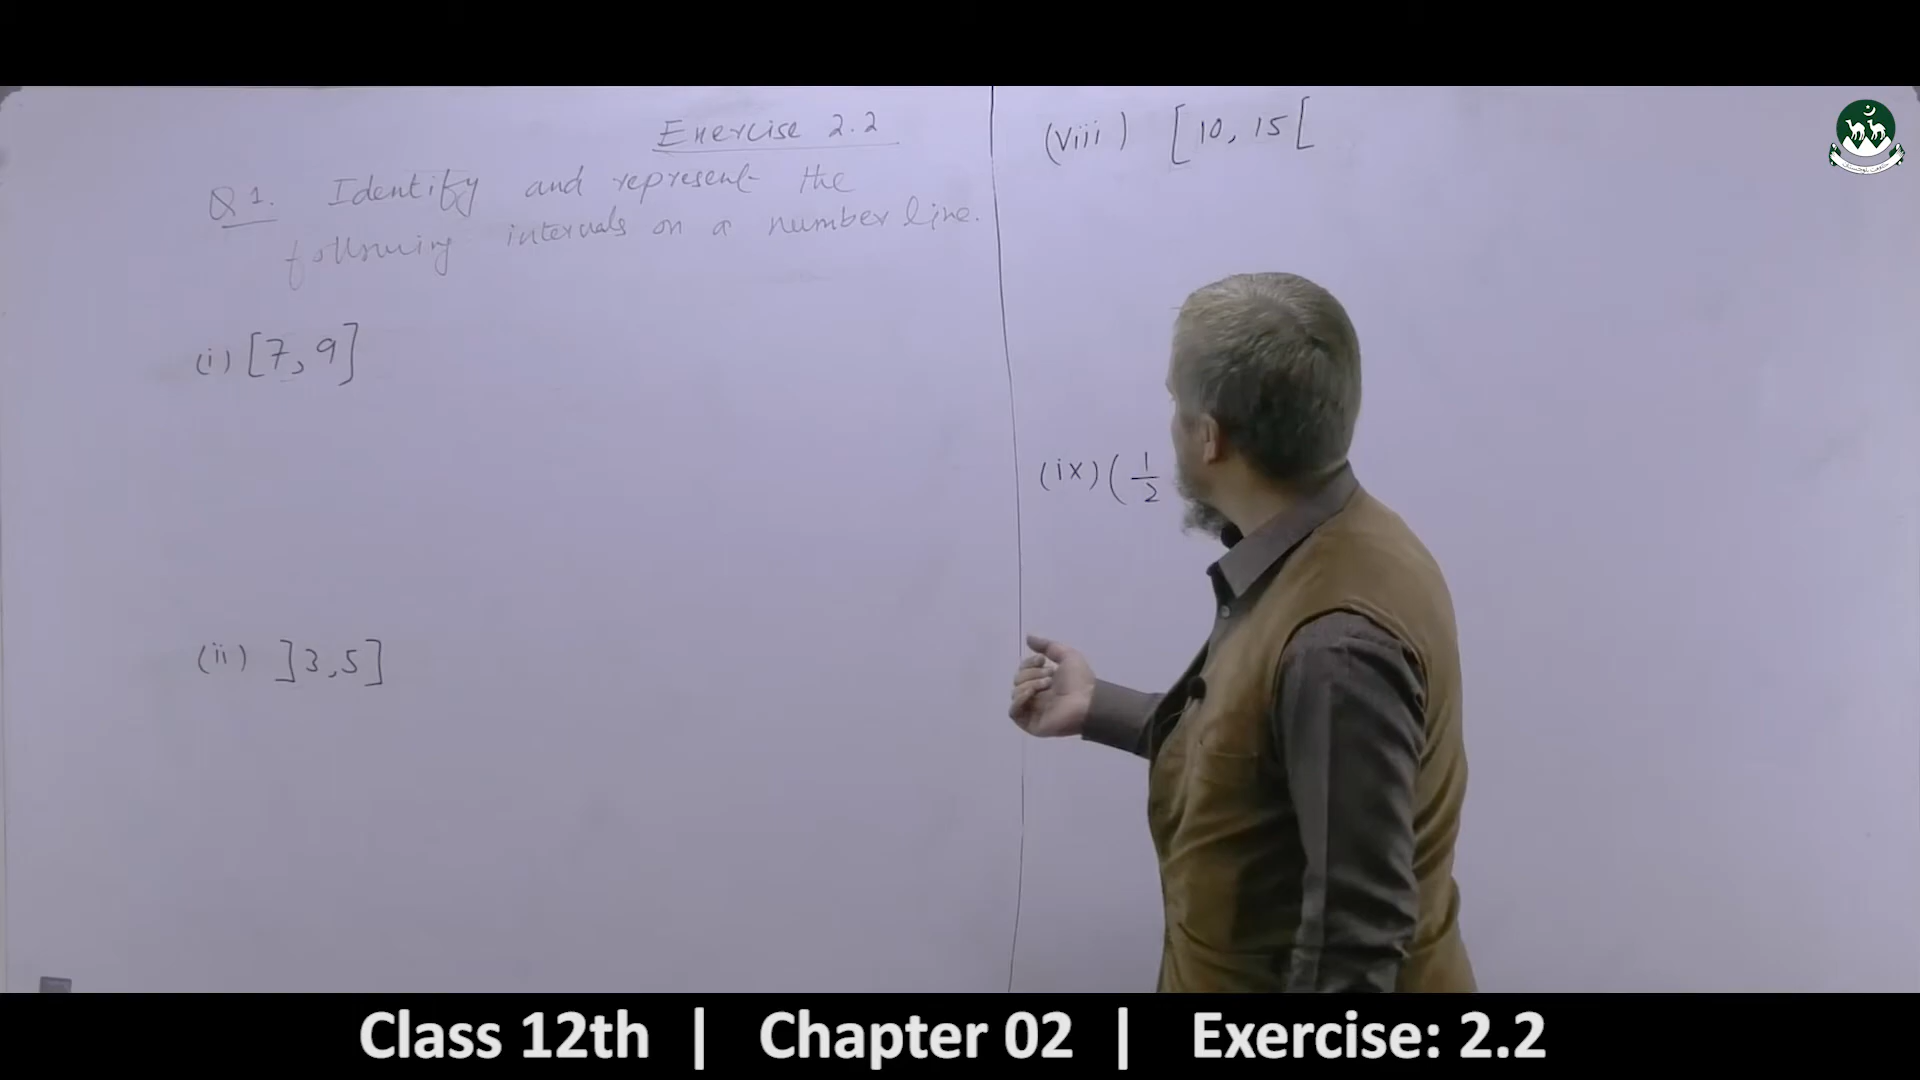 Exercise 2.2
Q1. Identify and represent the
following intervals on a number line.
(i) [7, 9]
(ii) ]3, 5]
(viii) [10, 15[
(ix) (1/2
Class 12th | Chapter 02 | Exercise: 2.2